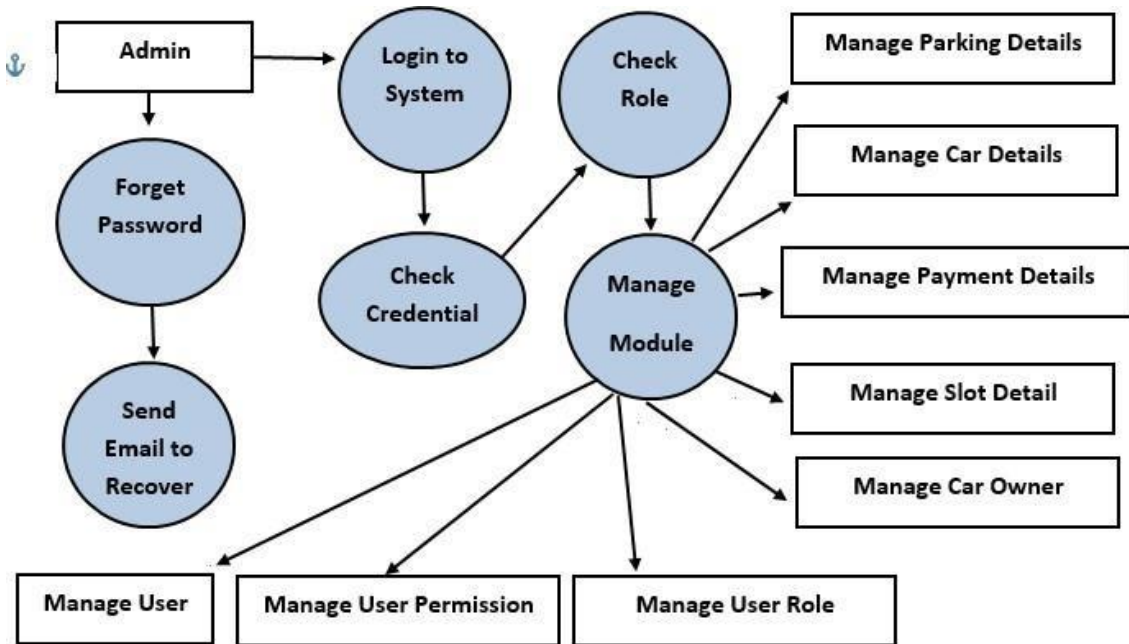 Admin
Login to
System
Check
Role
Manage Parking Details
Manage Car Details
Forget
Password
Check
Credential
Manage
Module
Manage Payment Details
Manage Slot Detail
Send
Email to
Recover
Manage Car Owner
Manage User
Manage User Permission
Manage User Role